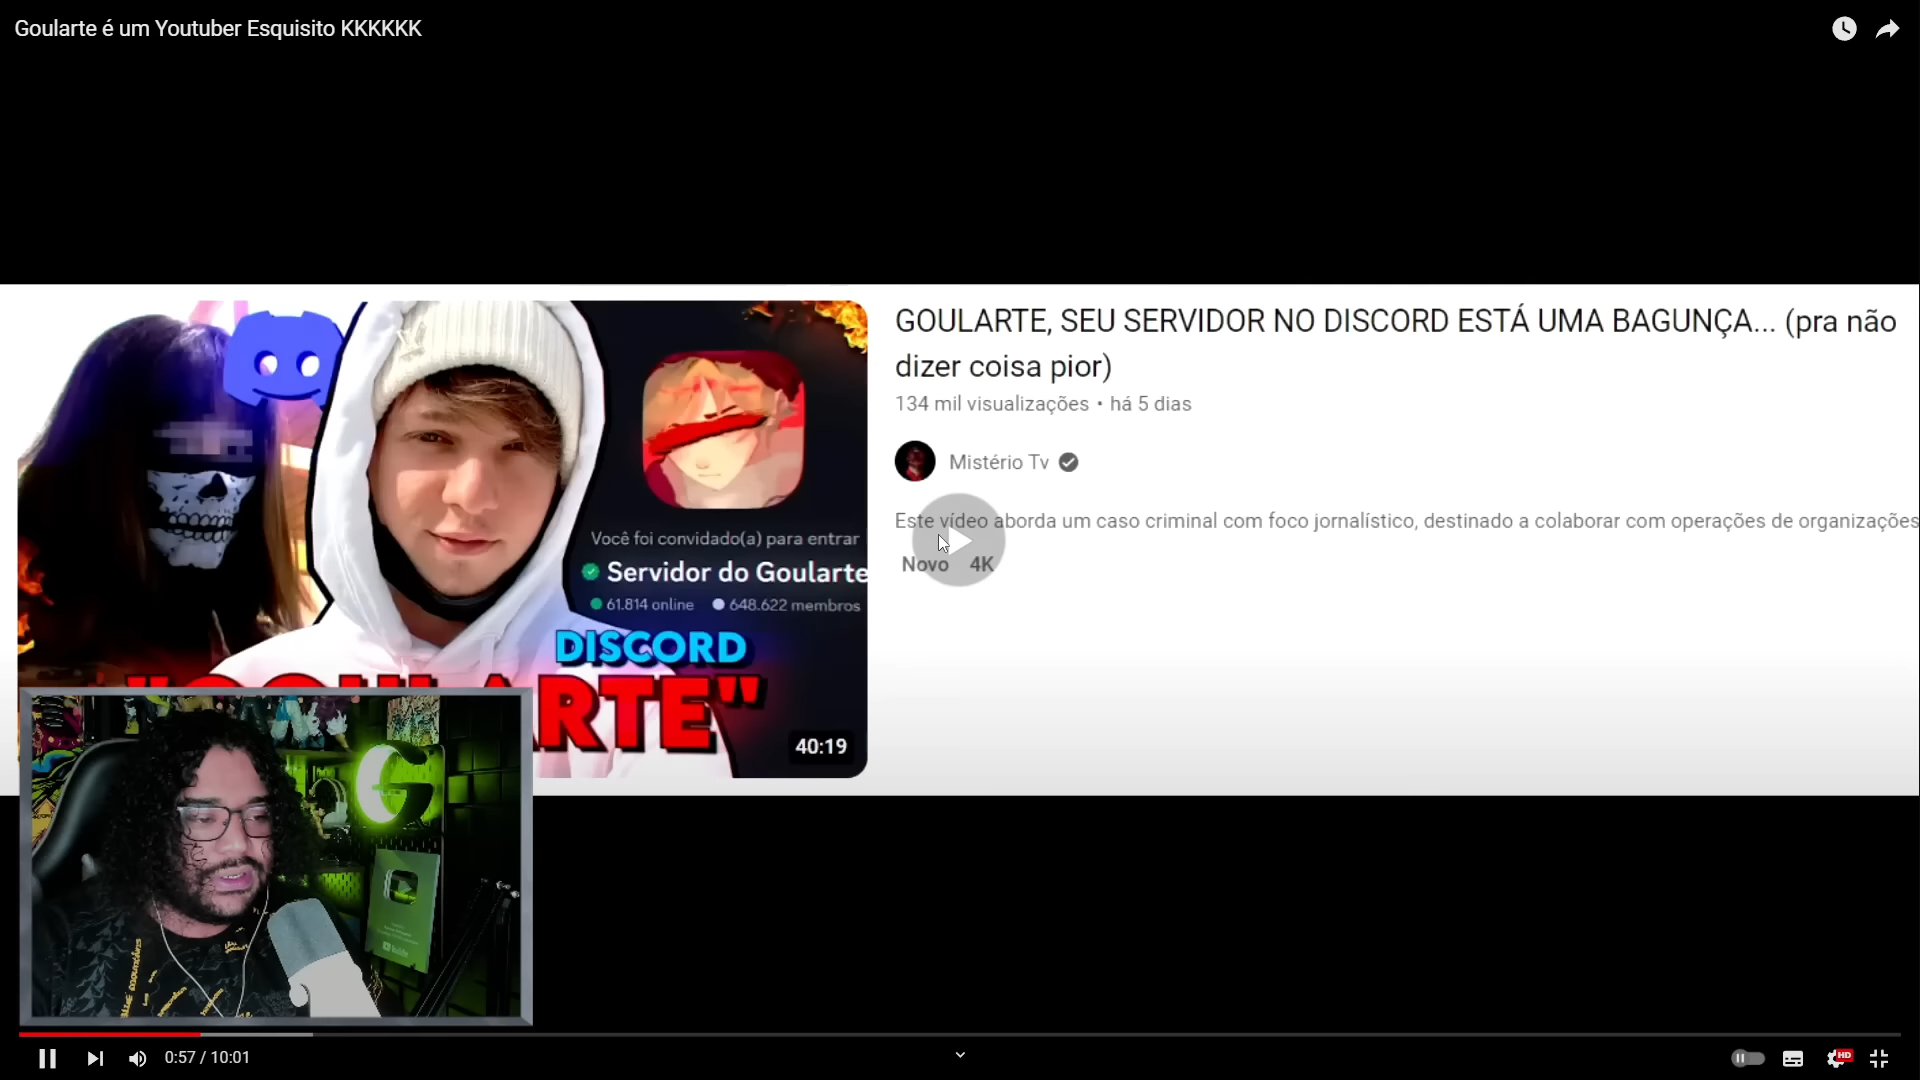 Goularte é um Youtuber Esquisito KKKKKK
GOULARTE, SEU SERVIDOR NO DISCORD ESTÁ UMA BAGUNÇA... (pra não
dizer coisa pior)
134 mil visualizações • há 5 dias
Mistério Tv
Este vídeo aborda um caso criminal com foco jornalístico, destinado a colaborar com operações de organizações
Novo 4K
Você foi convidado(a) para entrar
Servidor do Goularte
61.814 online 648.622 membros
DISCORD
"GOULARTE"
40:19
G
0:57 / 10:01
HD